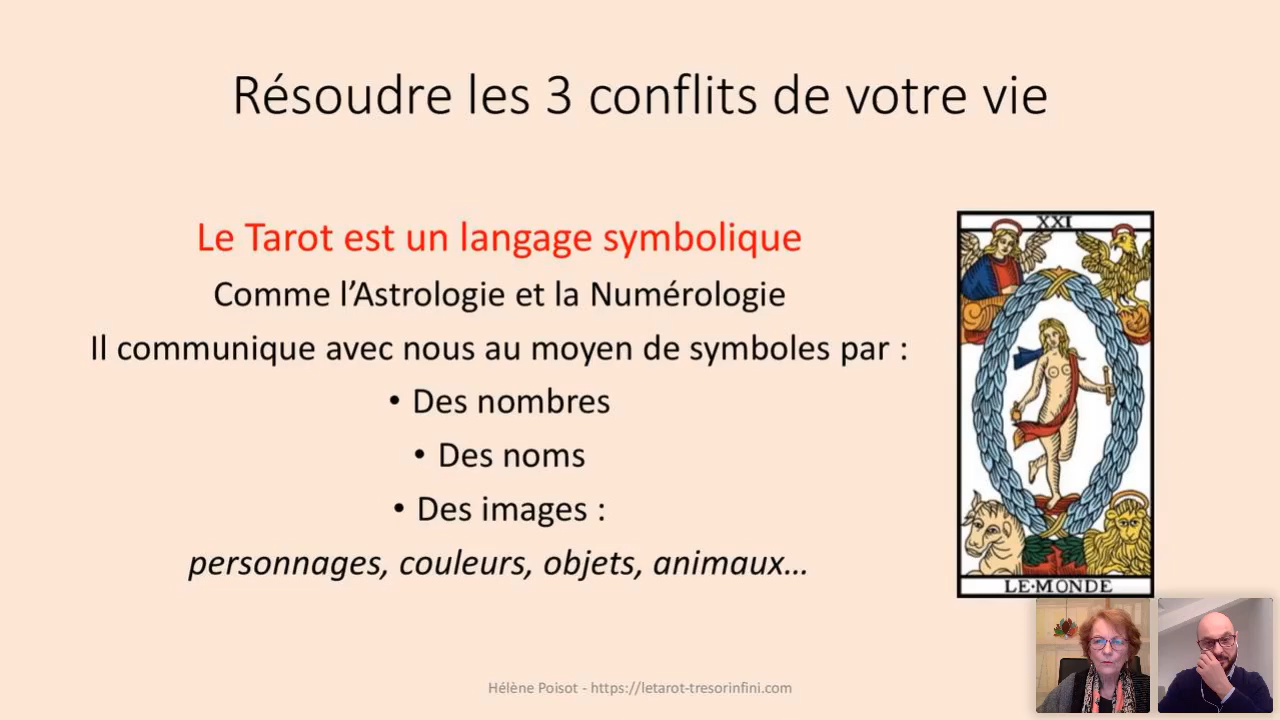 Résoudre les 3 conflits de votre vie
Le Tarot est un langage symbolique
Comme l’Astrologie et la Numérologie
Il communique avec nous au moyen de symboles par :
• Des nombres
• Des noms
• Des images :
personnages, couleurs, objets, animaux…
XXI
LE·MONDE
Hélène Poisot - https://letarot-tresorinfini.com